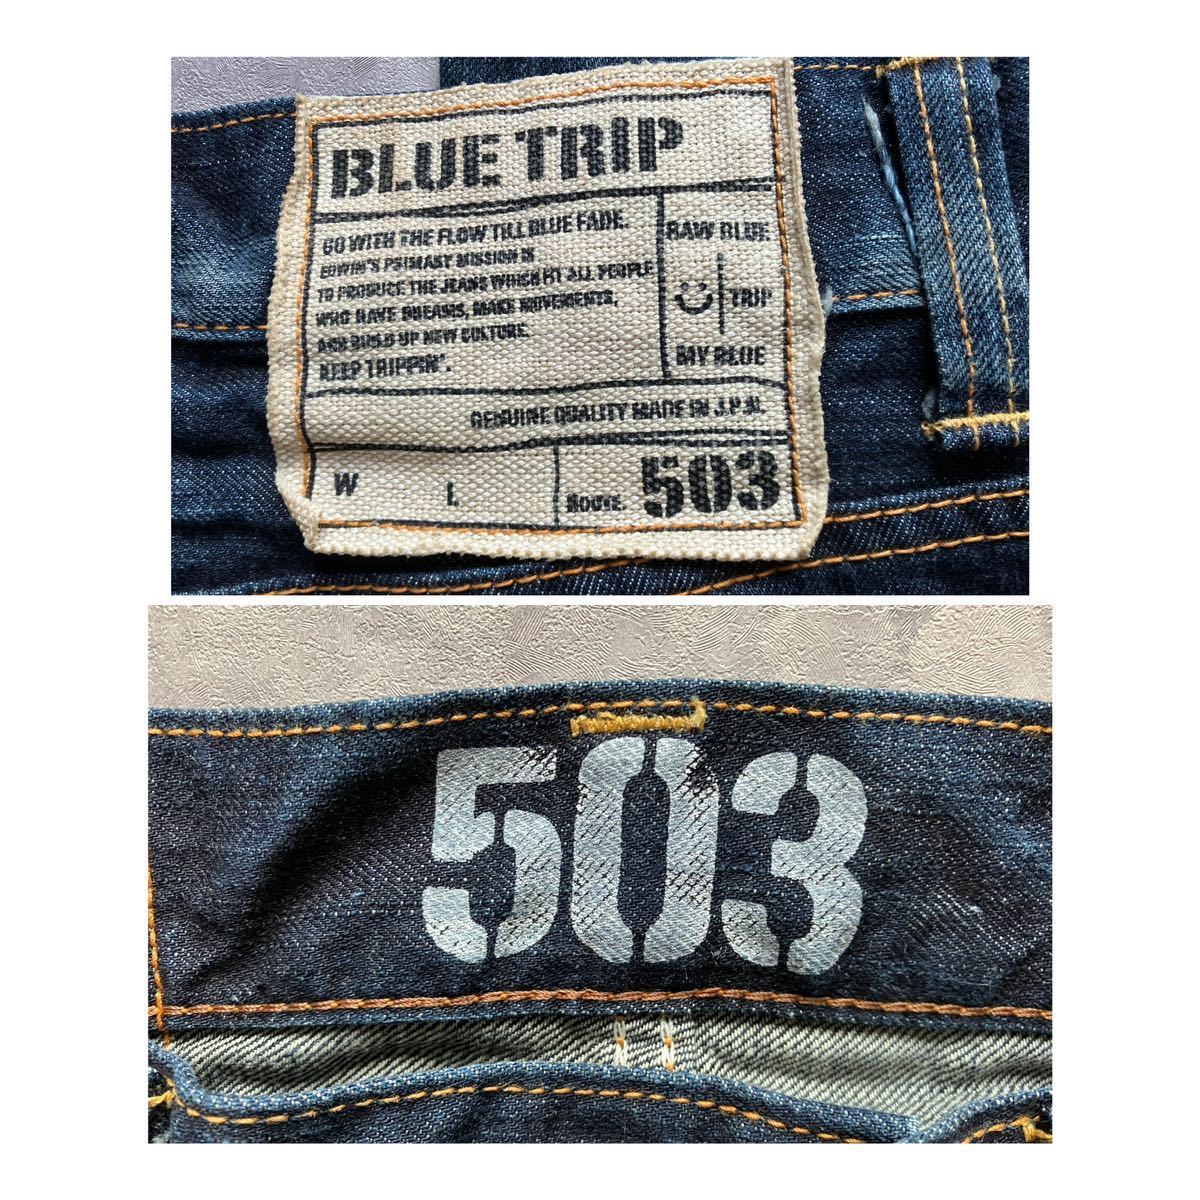 BLUE TRIP
GO WITH THE FLOW TILL BLUE FADE.
EDWIN'S PRIMARY MISSION IS
TO PRODUCE THE JEANS WHICH FIT ALL PEOPLE
WHO HAVE DREAMS, MAKE MOVEMENTS,
AND BUILD UP NEW CULTURE.
KEEP TRIPPIN'.
RAW BLUE
TRIP
MY BLUE
GENUINE QUALITY MADE IN J.P.N.
W L
ROUTE. 503
503